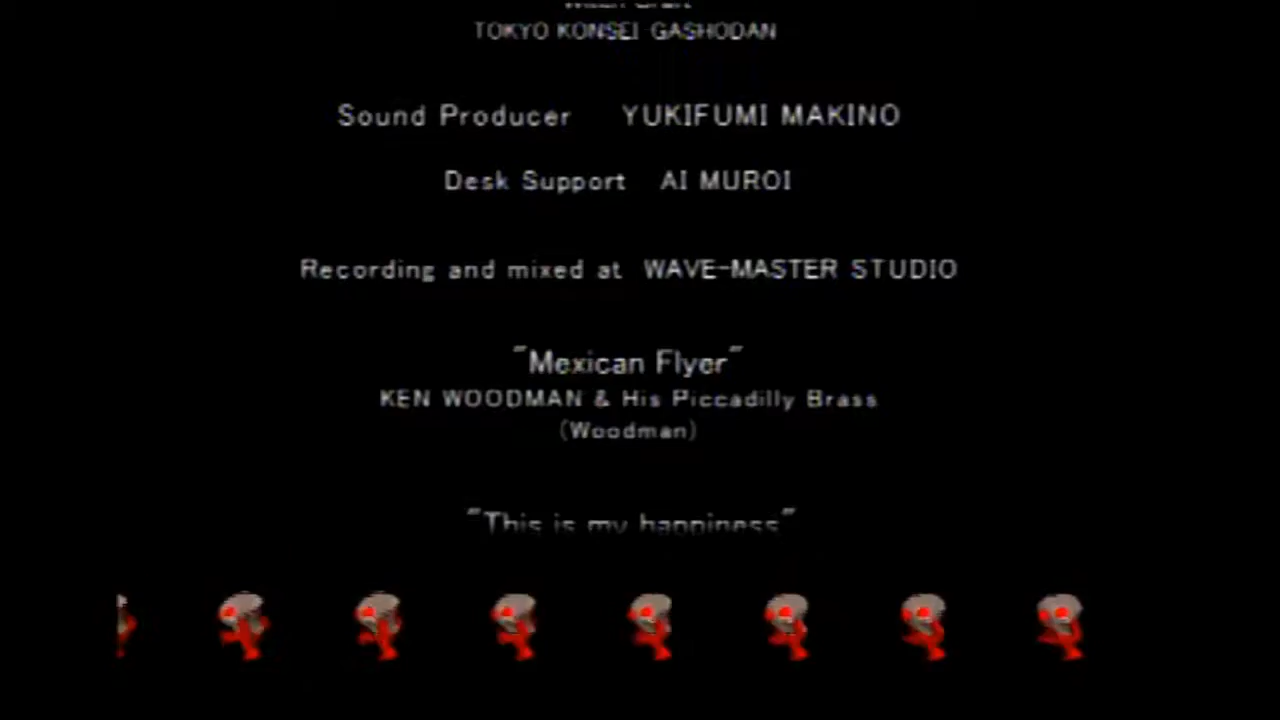 TOKYO KONSEI GASHODAN
Sound Producer YUKIFUMI MAKINO
Desk Support AI MUROI
Recording and mixed at WAVE-MASTER STUDIO
"Mexican Flyer"
KEN WOODMAN & His Piccadilly Brass
(Woodman)
"This is my happiness"